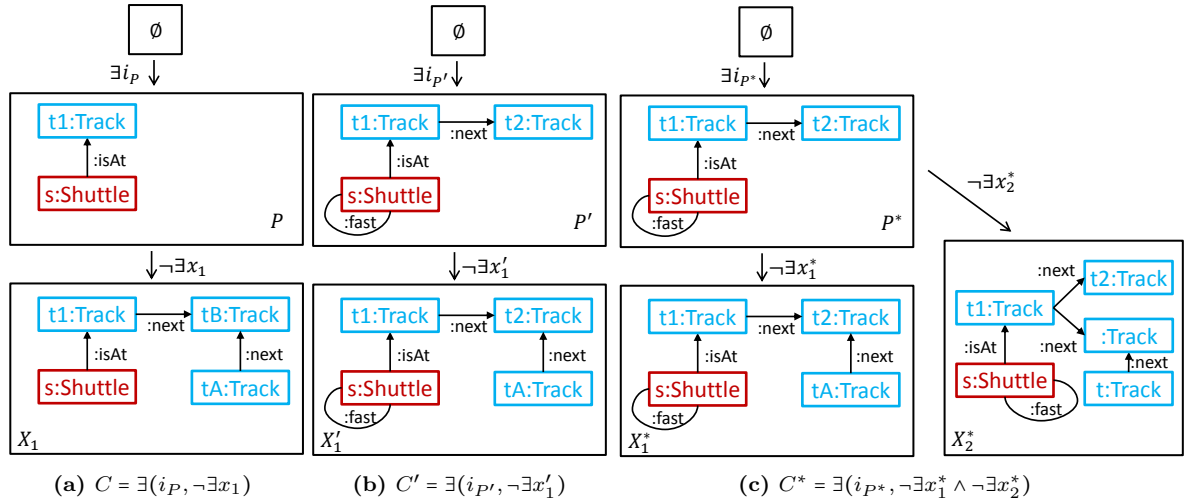 ∅
∃i_P
t1:Track
:isAt
s:Shuttle
P
¬∃x_1
t1:Track
:next
tB:Track
:isAt
:next
s:Shuttle
tA:Track
X_1
(a) C = ∃(i_P, ¬∃x_1)
∅
∃i_{P′}
t1:Track
:next
t2:Track
:isAt
s:Shuttle
:fast
P′
¬∃x′_1
t1:Track
:next
t2:Track
:isAt
:next
s:Shuttle
tA:Track
:fast
X′_1
(b) C′ = ∃(i_{P′}, ¬∃x′_1)
∅
∃i_{P*}
t1:Track
:next
t2:Track
:isAt
s:Shuttle
:fast
P*
¬∃x*_1
t1:Track
:next
t2:Track
:isAt
:next
s:Shuttle
tA:Track
:fast
X*_1
¬∃x*_2
:next
t2:Track
t1:Track
:next
:Track
:isAt
:next
s:Shuttle
t:Track
:fast
X*_2
(c) C* = ∃(i_{P*}, ¬∃x*_1 ∧ ¬∃x*_2)